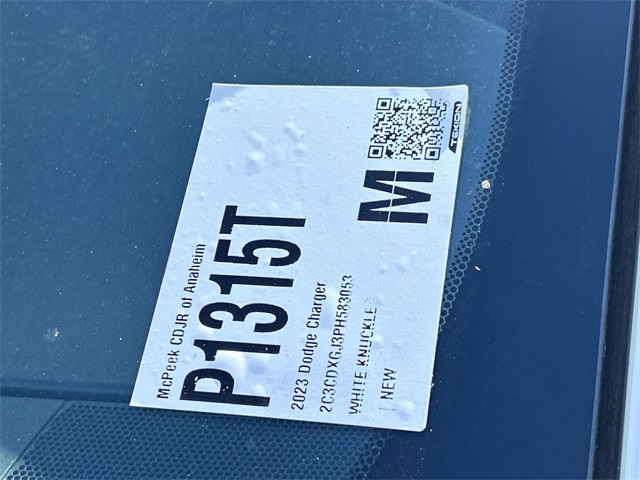 McPeek CDJR of Anaheim
P1315T
2023 Dodge Charger
2C3CDXGJ3PH583053
WHITE KNUCKLE
| NEW
M
TEKION